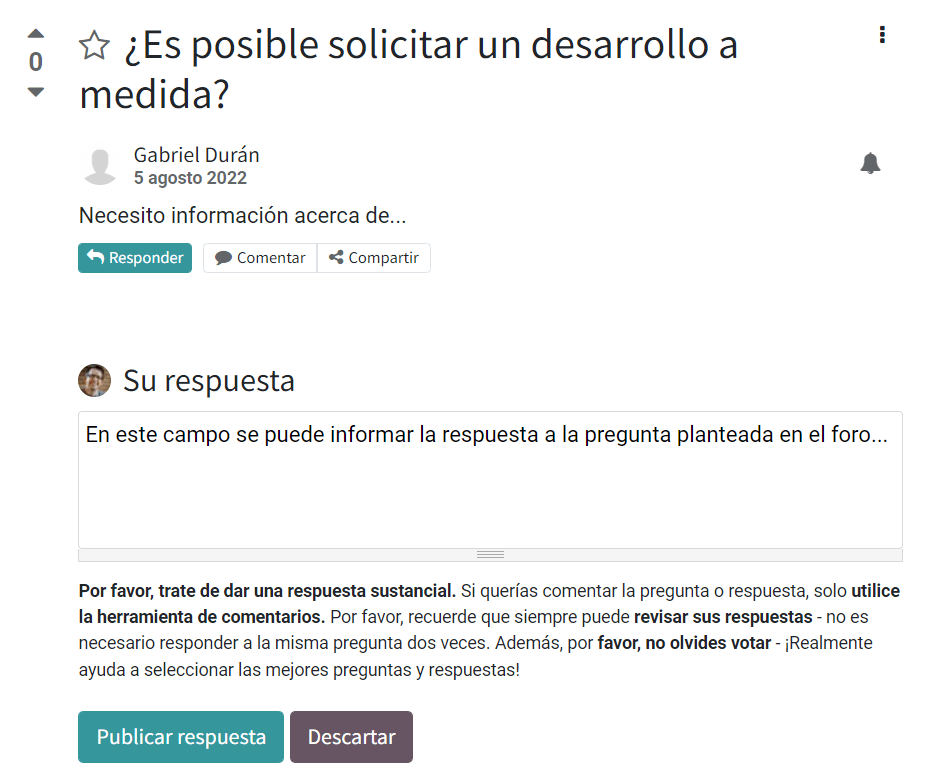 0
¿Es posible solicitar un desarrollo a
medida?
Gabriel Durán
5 agosto 2022
Necesito información acerca de...
Responder Comentar Compartir
Su respuesta
En este campo se puede informar la respuesta a la pregunta planteada en el foro...
Por favor, trate de dar una respuesta sustancial. Si querías comentar la pregunta o respuesta, solo utilice
la herramienta de comentarios. Por favor, recuerde que siempre puede revisar sus respuestas - no es
necesario responder a la misma pregunta dos veces. Además, por favor, no olvides votar - ¡Realmente
ayuda a seleccionar las mejores preguntas y respuestas!
Publicar respuesta Descartar